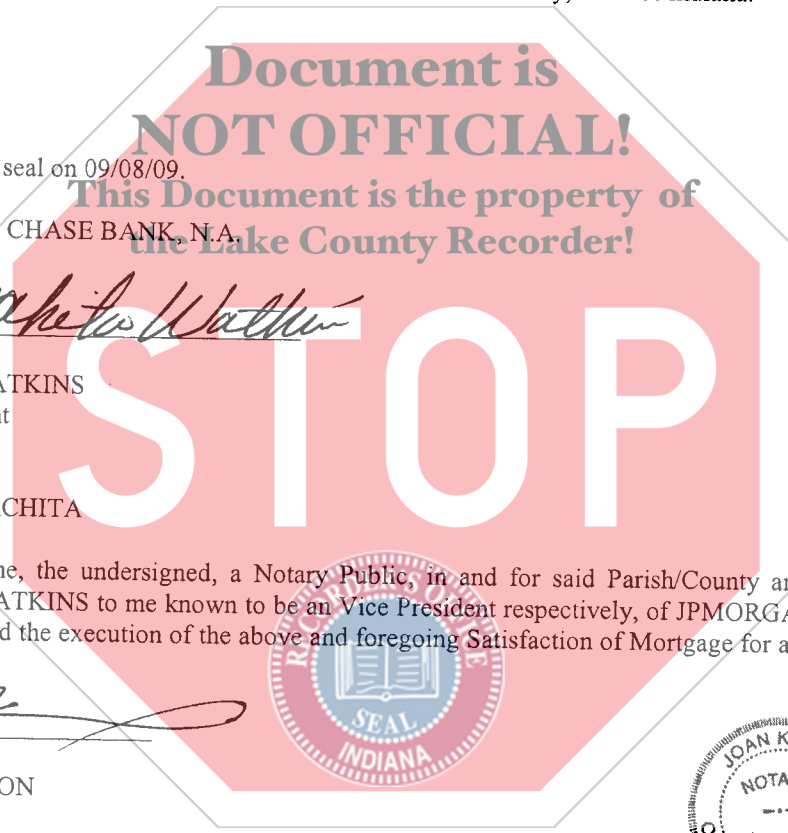 Document is
NOT OFFICIAL!
seal on 09/08/09.
This Document is the property of
CHASE BANK, N.A.
the Lake County Recorder!
Watkins
ATKINS
STOP
ACHITA
ne, the undersigned, a Notary Public, in and for said Parish/County an
ATKINS to me known to be an Vice President respectively, of JPMORGA
d the execution of the above and foregoing Satisfaction of Mortgage for a
RECORDER'S OFFICE
SEAL
INDIANA
ON
JOAN K
NOTA